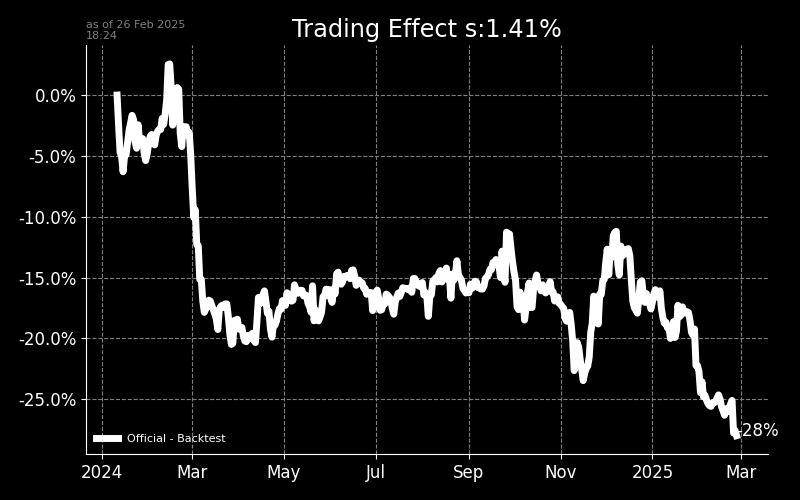 as of 26 Feb 2025
18:24
Trading Effect s:1.41%
0.0%
-5.0%
-10.0%
-15.0%
-20.0%
-25.0%
-28%
Official - Backtest
2024 Mar May Jul Sep Nov 2025 Mar